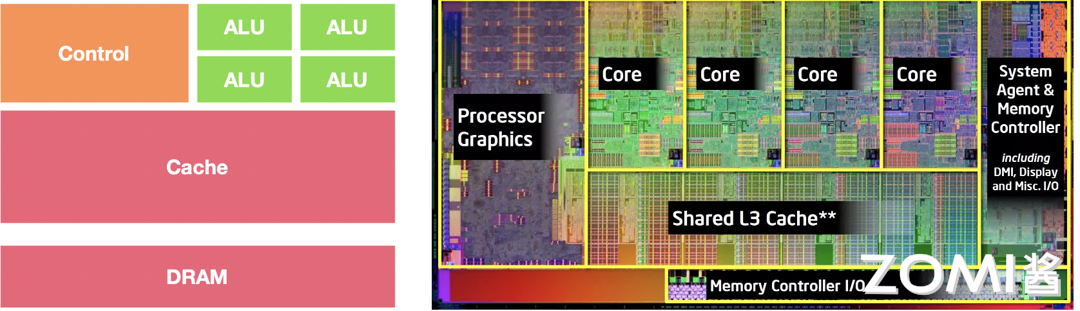 Control
ALU
ALU
ALU
ALU
Cache
DRAM
Processor
Graphics
Core
Core
Core
Core
System
Agent &
Memory
Controller
including
DMI, Display
and Misc. I/O
Shared L3 Cache**
Memory Controller I/O
ZOMI酱